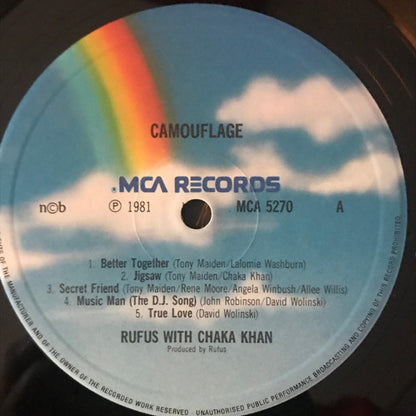 CAMOUFLAGE
MCA RECORDS
n©b ℗ 1981 MCA 5270 A
1. Better Together (Tony Maiden/Lalomie Washburn)
2. Jigsaw (Tony Maiden/Chaka Khan)
3. Secret Friend (Tony Maiden/Rene Moore/Angela Winbush/Allee Willis)
4. Music Man (The D.J. Song) (John Robinson/David Wolinski)
5. True Love (David Wolinski)
RUFUS WITH CHAKA KHAN
Produced by Rufus
OF THE MANUFACTURER AND OF THE OWNER OF THE RECORDED WORK RESERVED · UNAUTHORISED PUBLIC PERFORMANCE BROADCASTING AND COPYING OF THIS RECORD PROHIBITED